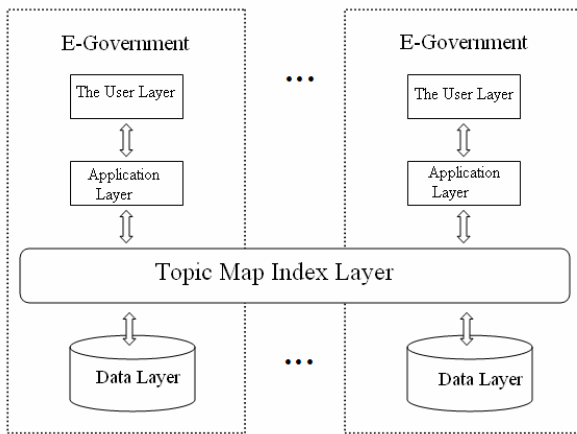 E-Government
The User Layer
Application
Layer
E-Government
The User Layer
Application
Layer
...
Topic Map Index Layer
Data Layer
...
Data Layer